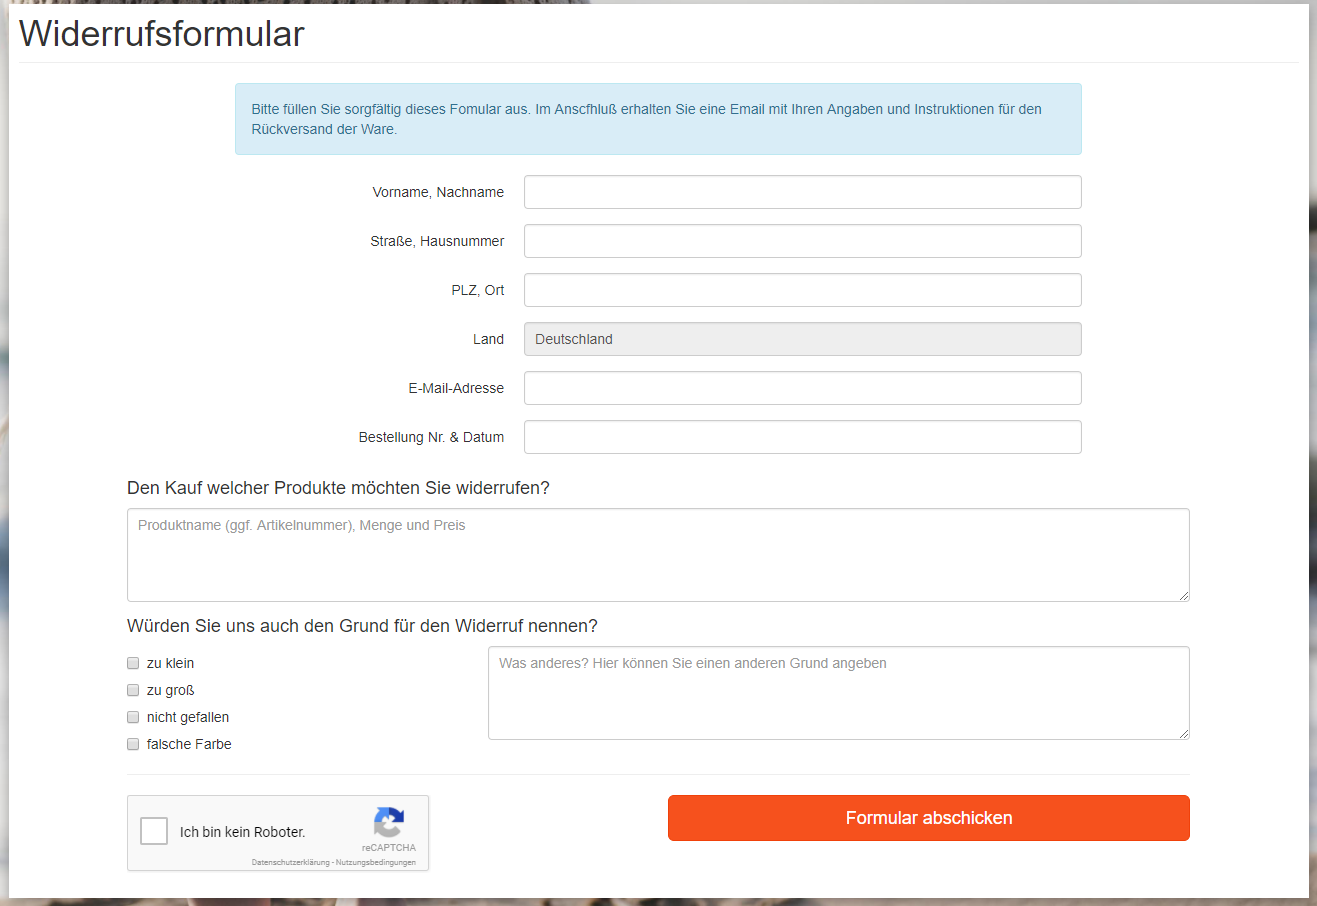 Widerrufsformular
Bitte füllen Sie sorgfältig dieses Fomular aus. Im Anscfhluß erhalten Sie eine Email mit Ihren Angaben und Instruktionen für den
Rückversand der Ware.
Vorname, Nachname
Straße, Hausnummer
PLZ, Ort
Land Deutschland
E-Mail-Adresse
Bestellung Nr. & Datum
Den Kauf welcher Produkte möchten Sie widerrufen?
Produktname (ggf. Artikelnummer), Menge und Preis
Würden Sie uns auch den Grund für den Widerruf nennen?
zu klein
zu groß
nicht gefallen
falsche Farbe
Was anderes? Hier können Sie einen anderen Grund angeben
Ich bin kein Roboter.
reCAPTCHA
Datenschutzerklärung - Nutzungsbedingungen
Formular abschicken